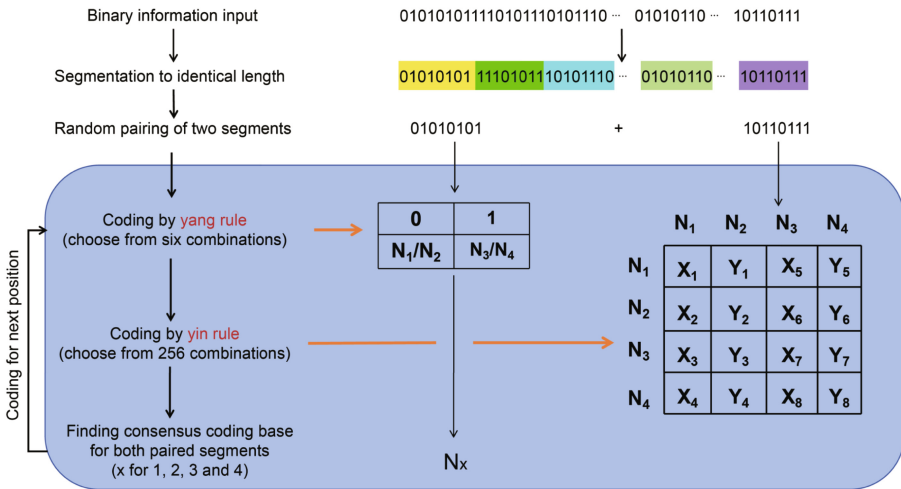 Binary information input
010101011110101110101110 ··· 01010110 ··· 10110111
Segmentation to identical length
01010101 11101011 10101110 ··· 01010110 ··· 10110111
Random pairing of two segments
01010101 + 10110111
Coding for next position
Coding by yang rule
(choose from six combinations)
Coding by yin rule
(choose from 256 combinations)
Finding consensus coding base
for both paired segments
(x for 1, 2, 3 and 4)
0 1
N₁/N₂ N₃/N₄
Nx
N₁ N₂ N₃ N₄
N₁ X₁ Y₁ X₅ Y₅
N₂ X₂ Y₂ X₆ Y₆
N₃ X₃ Y₃ X₇ Y₇
N₄ X₄ Y₄ X₈ Y₈